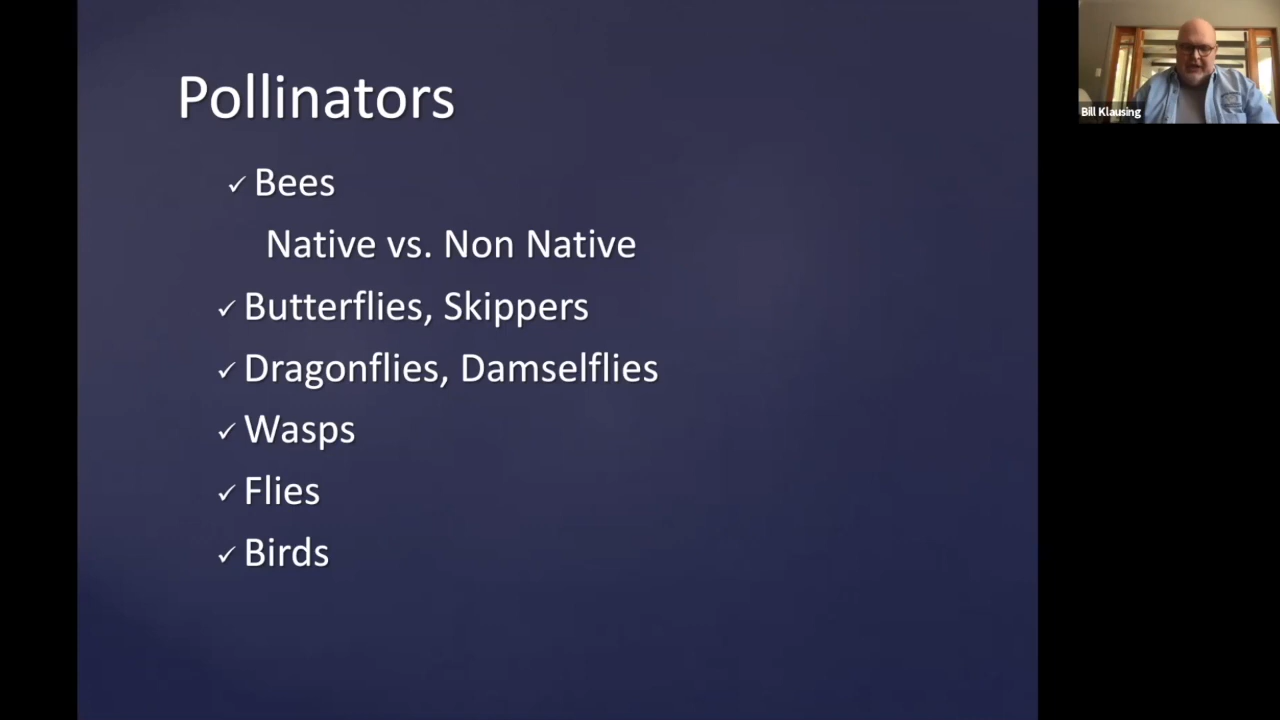 Pollinators
✓ Bees
Native vs. Non Native
✓ Butterflies, Skippers
✓ Dragonflies, Damselflies
✓ Wasps
✓ Flies
✓ Birds
Bill Klausing